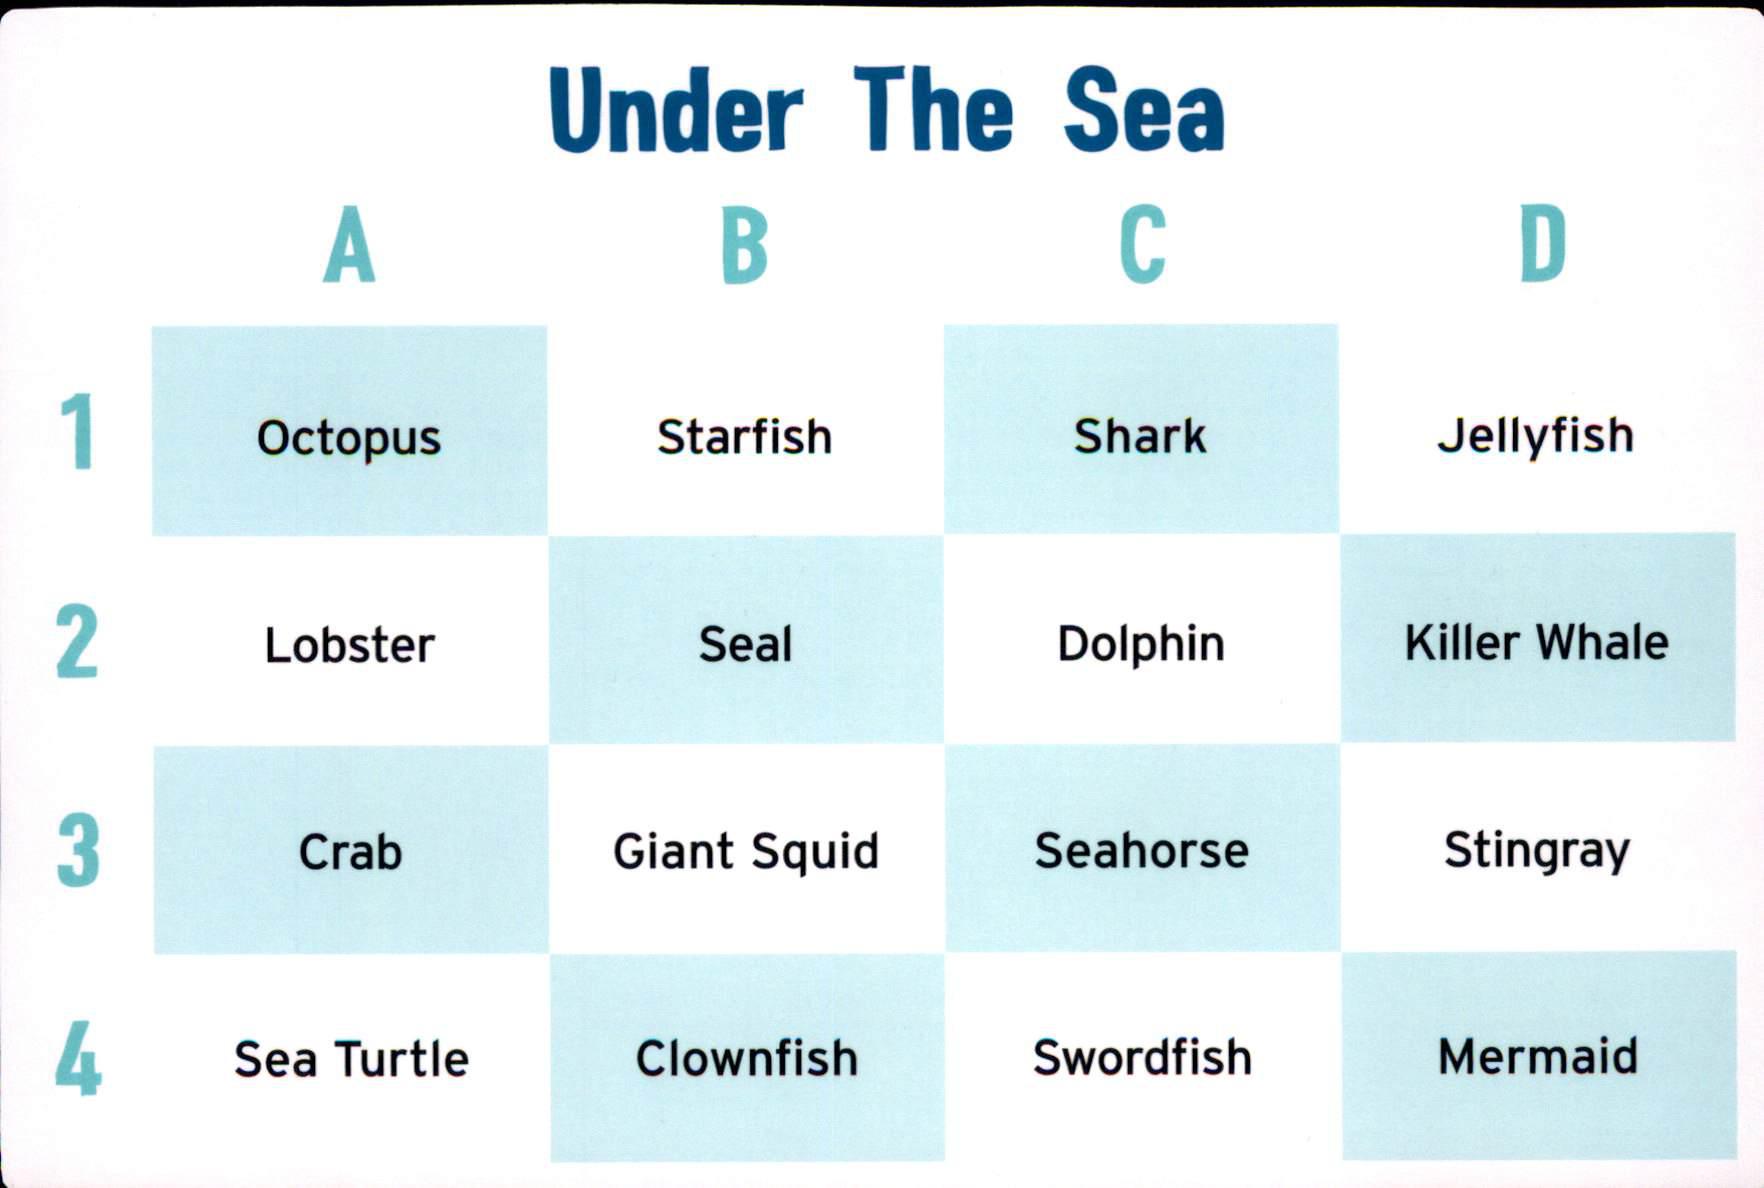 Under The Sea
A B C D
1 Octopus Starfish Shark Jellyfish
2 Lobster Seal Dolphin Killer Whale
3 Crab Giant Squid Seahorse Stingray
4 Sea Turtle Clownfish Swordfish Mermaid